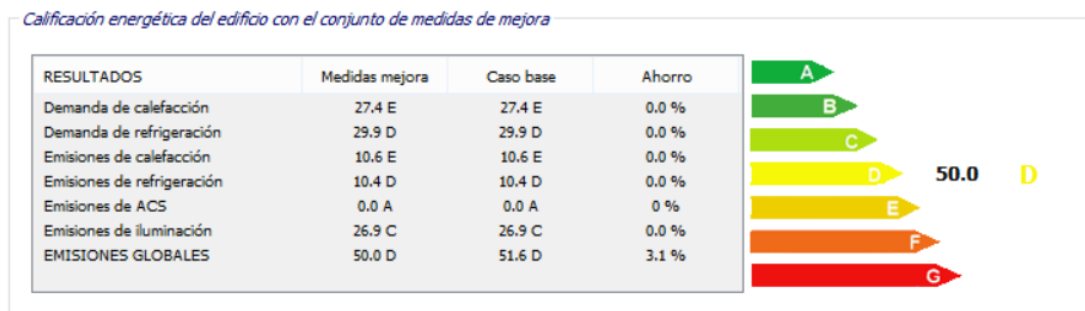 Calificación energética del edificio con el conjunto de medidas de mejora
RESULTADOS Medidas mejora Caso base Ahorro
Demanda de calefacción 27.4 E 27.4 E 0.0 %
Demanda de refrigeración 29.9 D 29.9 D 0.0 %
Emisiones de calefacción 10.6 E 10.6 E 0.0 %
Emisiones de refrigeración 10.4 D 10.4 D 0.0 %
Emisiones de ACS 0.0 A 0.0 A 0 %
Emisiones de iluminación 26.9 C 26.9 C 0.0 %
EMISIONES GLOBALES 50.0 D 51.6 D 3.1 %
A
B
C
D 50.0 D
E
F
G